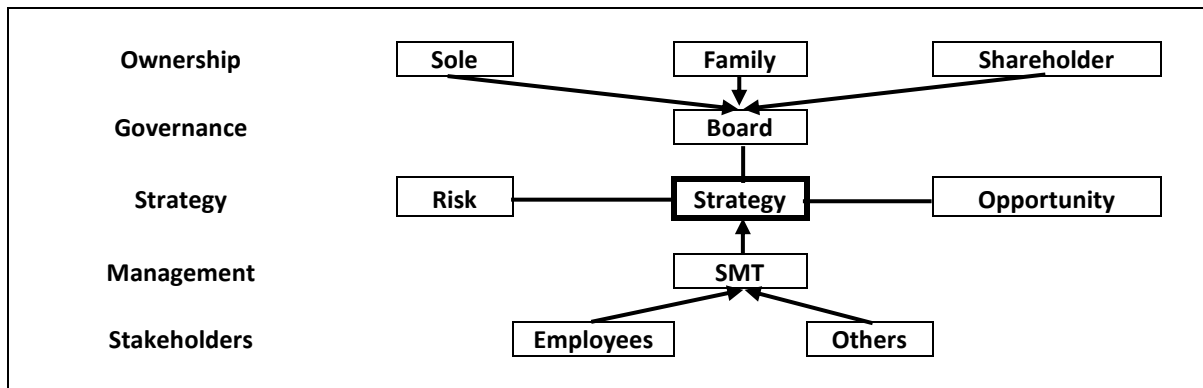 Ownership Sole Family Shareholder
Governance Board
Strategy Risk Strategy Opportunity
Management SMT
Stakeholders Employees Others